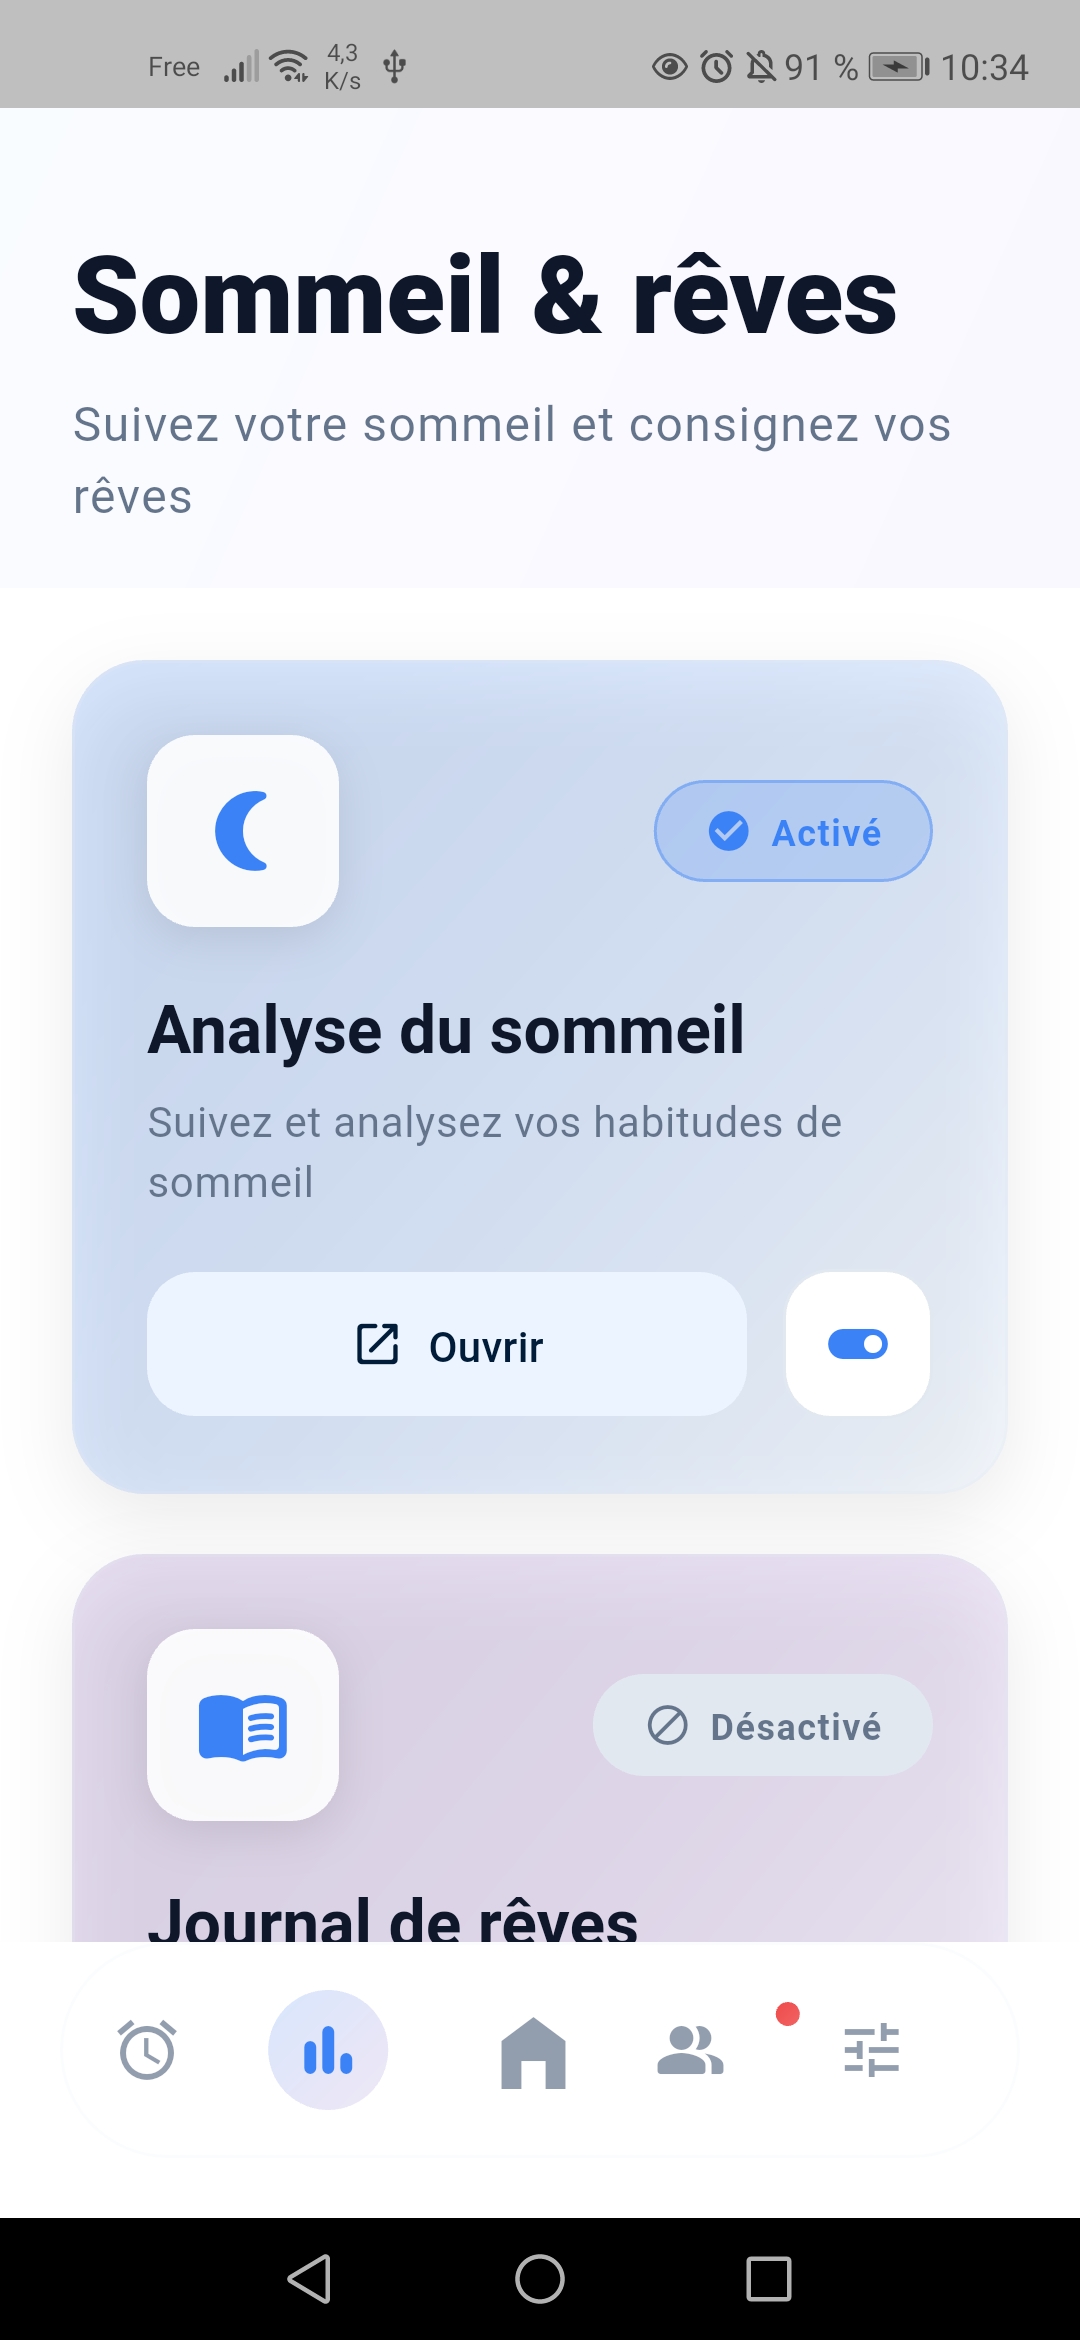 Free 4,3 K/s 91 % 10:34
Sommeil & rêves
Suivez votre sommeil et consignez vos
rêves
Activé
Analyse du sommeil
Suivez et analysez vos habitudes de
sommeil
Ouvrir
Désactivé
Journal de rêves